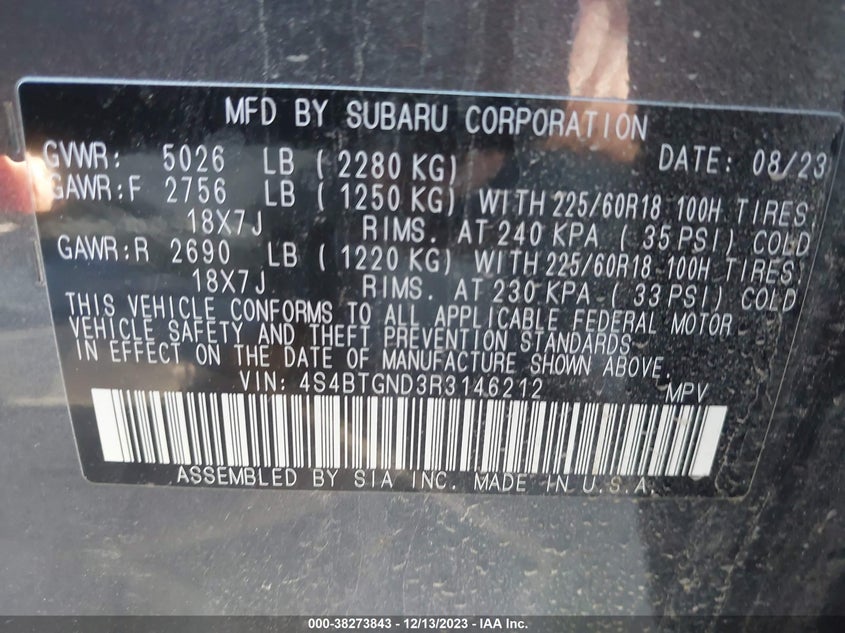 MFD BY SUBARU CORPORATION
GVWR: 5026 LB ( 2280 KG) DATE: 08/23
GAWR:F 2756 LB ( 1250 KG) WITH 225/60R18 100H TIRES
18X7J RIMS. AT 240 KPA ( 35 PSI) COLD
GAWR:R 2690 LB ( 1220 KG) WITH 225/60R18 100H TIRES
18X7J RIMS. AT 230 KPA ( 33 PSI) COLD
THIS VEHICLE CONFORMS TO ALL APPLICABLE FEDERAL MOTOR
VEHICLE SAFETY AND THEFT PREVENTION STANDARDS
IN EFFECT ON THE DATE OF MANUFACTURE SHOWN ABOVE.
VIN: 4S4BTGND3R3146212 MPV
ASSEMBLED BY SIA INC. MADE IN U.S.A.
000-38273843 - 12/13/2023 - IAA Inc.